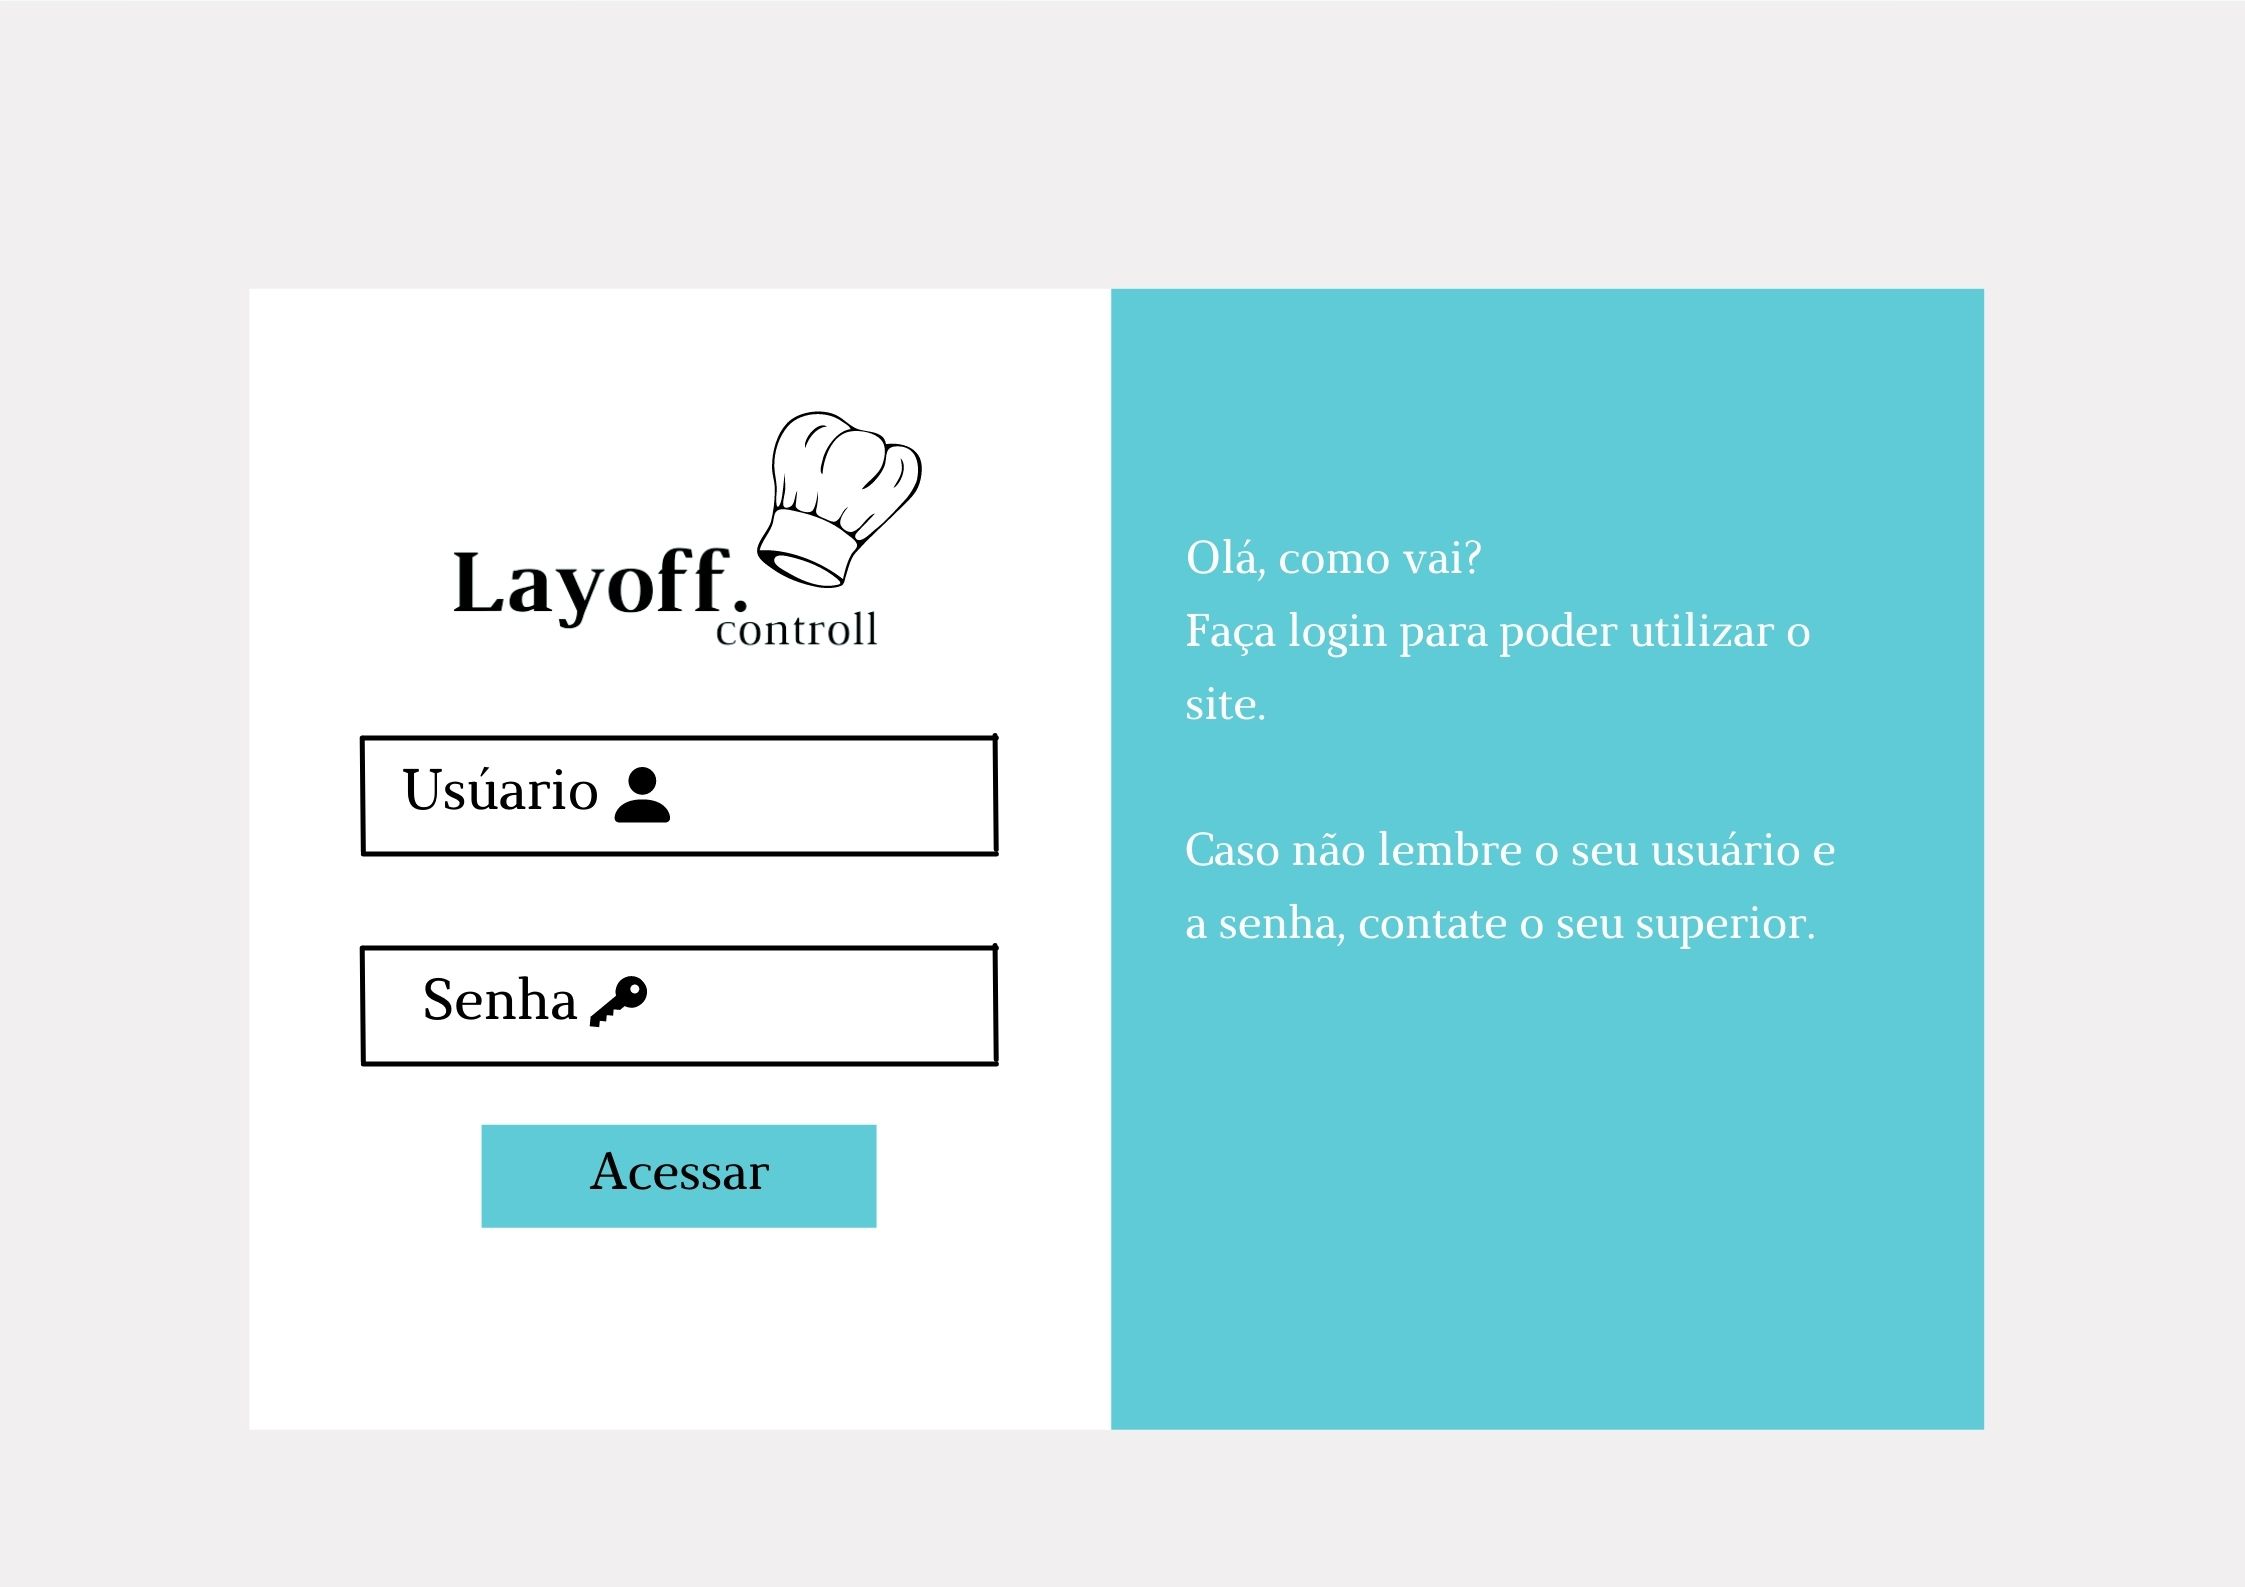 Layoff.
controll
Usúario
Senha
Acessar
Olá, como vai?
Faça login para poder utilizar o
site.
Caso não lembre o seu usuário e
a senha, contate o seu superior.